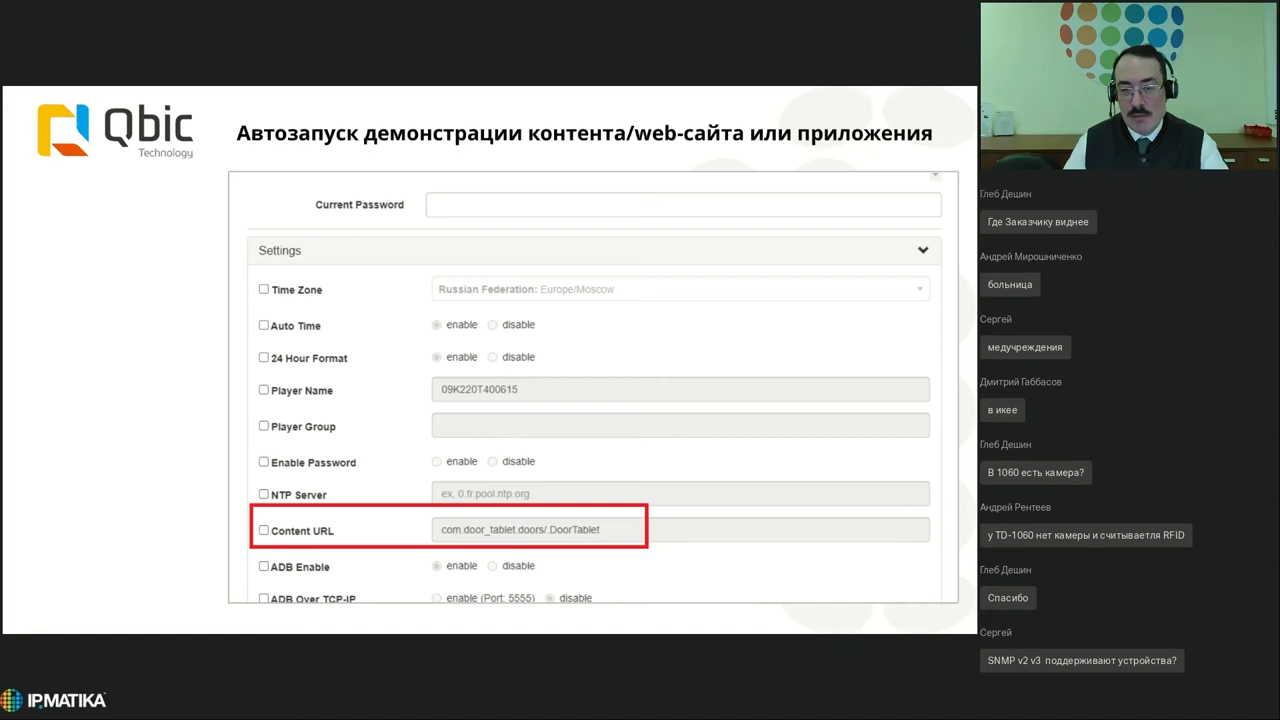 Qbic
Technology
Автозапуск демонстрации контента/web-сайта или приложения
Current Password
Settings
Time Zone
Russian Federation: Europe/Moscow
Auto Time
enable disable
24 Hour Format
enable disable
Player Name
09K220T400615
Player Group
Enable Password
enable disable
NTP Server
ex, 0.fr.pool.ntp.org
Content URL
com.door_tablet.doors/.DoorTablet
ADB Enable
enable disable
ADB Over TCP-IP
enable (Port: 5555) disable
Глеб Дешин
Где Заказчику виднее
Андрей Мирошниченко
больница
Сергей
медучреждения
Дмитрий Габбасов
в икее
Глеб Дешин
В 1060 есть камера?
Андрей Рентеев
у TD-1060 нет камеры и считываетля RFID
Глеб Дешин
Спасибо
Сергей
SNMP v2 v3 поддерживают устройства?
IPMATIKA